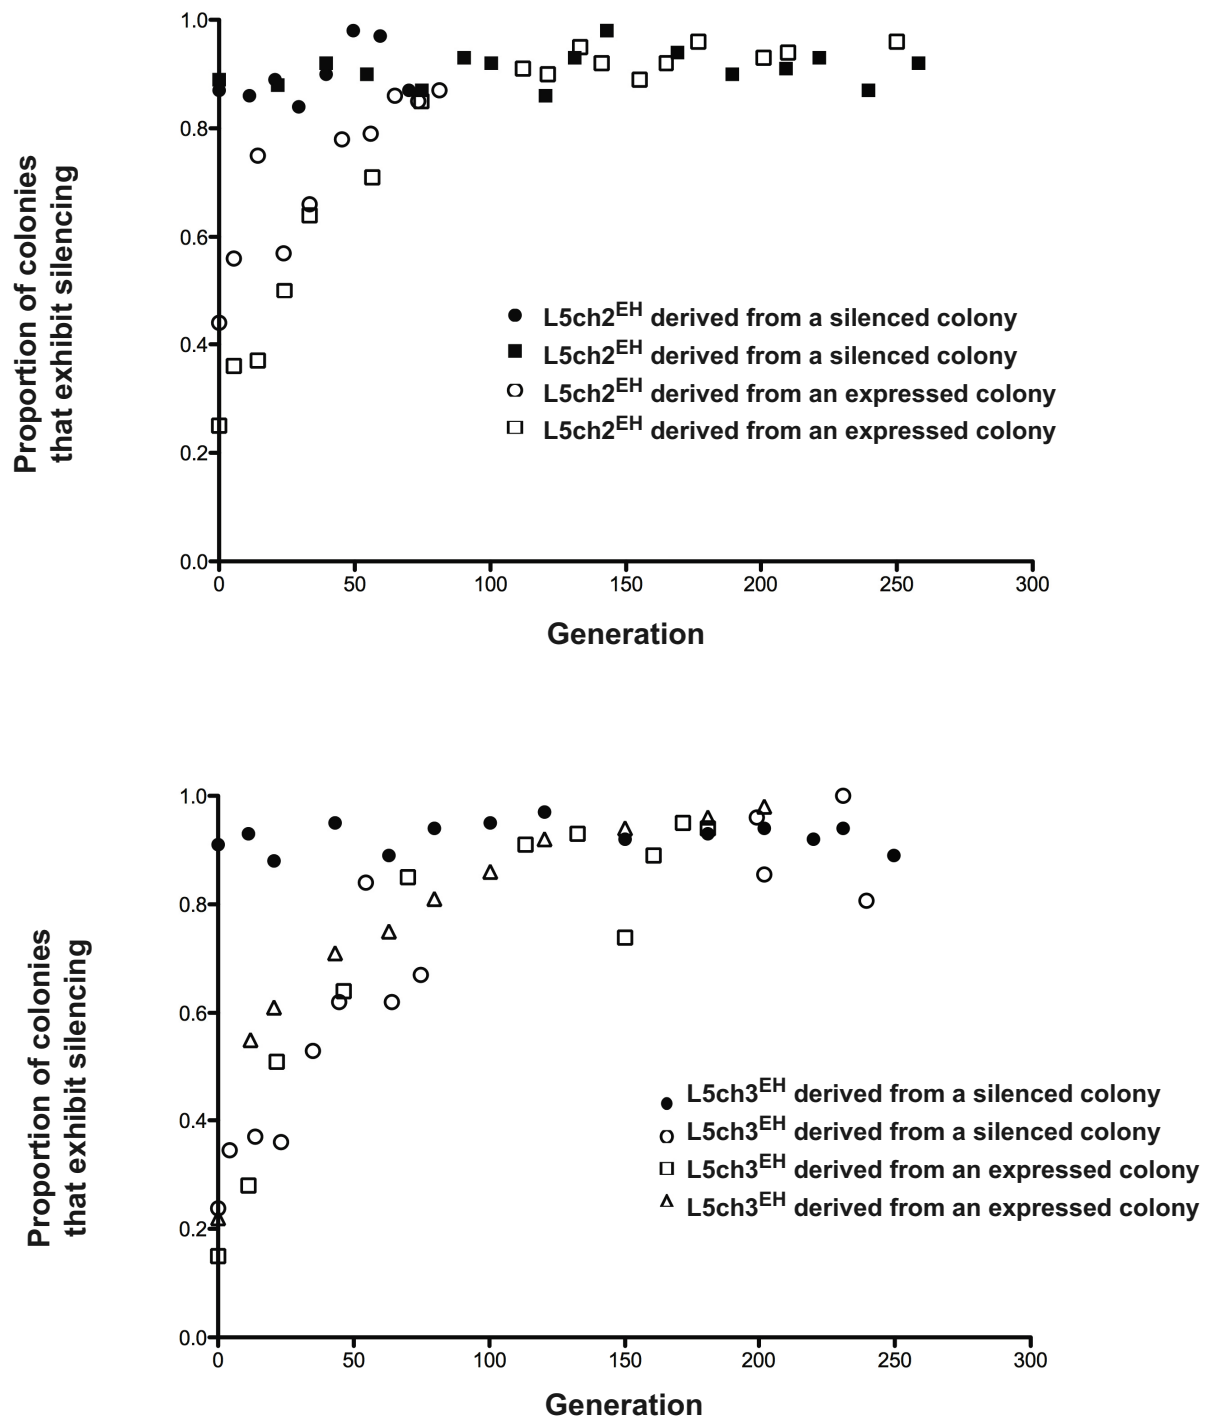 Proportion of colonies
that exhibit silencing
1.0
0.8
0.6
0.4
0.2
0.0
0 50 100 150 200 250 300
Generation
L5ch2EH derived from a silenced colony
L5ch2EH derived from a silenced colony
L5ch2EH derived from an expressed colony
L5ch2EH derived from an expressed colony
Proportion of colonies
that exhibit silencing
1.0
0.8
0.6
0.4
0.2
0.0
0 50 100 150 200 250 300
Generation
L5ch3EH derived from a silenced colony
L5ch3EH derived from a silenced colony
L5ch3EH derived from an expressed colony
L5ch3EH derived from an expressed colony